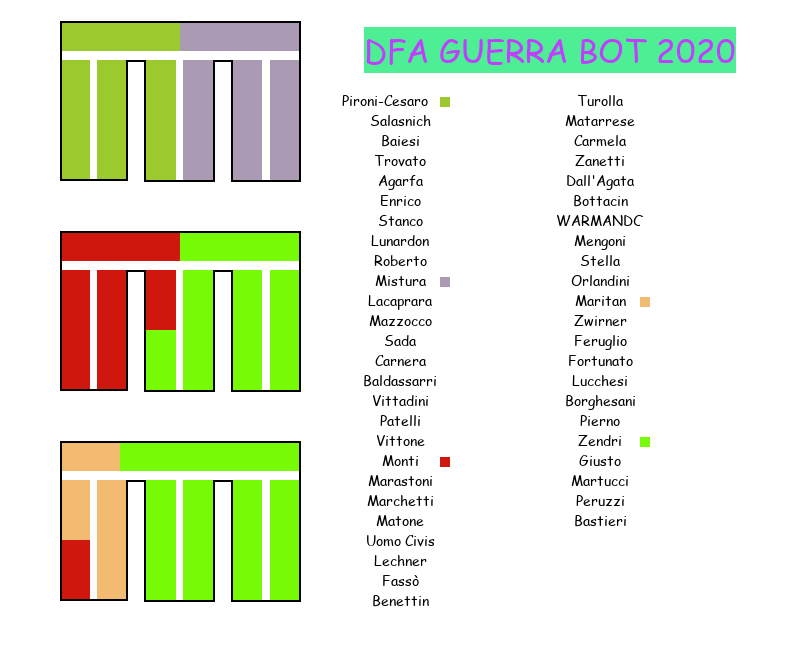 DFA GUERRA BOT 2020
Pironi-Cesaro
Salasnich
Baiesi
Trovato
Agarfa
Enrico
Stanco
Lunardon
Roberto
Mistura
Lacaprara
Mazzocco
Sada
Carnera
Baldassarri
Vittadini
Patelli
Vittone
Monti
Marastoni
Marchetti
Matone
Uomo Civis
Lechner
Fassò
Benettin
Turolla
Matarrese
Carmela
Zanetti
Dall'Agata
Bottacin
WARMANDC
Mengoni
Stella
Orlandini
Maritan
Zwirner
Feruglio
Fortunato
Lucchesi
Borghesani
Pierno
Zendri
Giusto
Martucci
Peruzzi
Bastieri